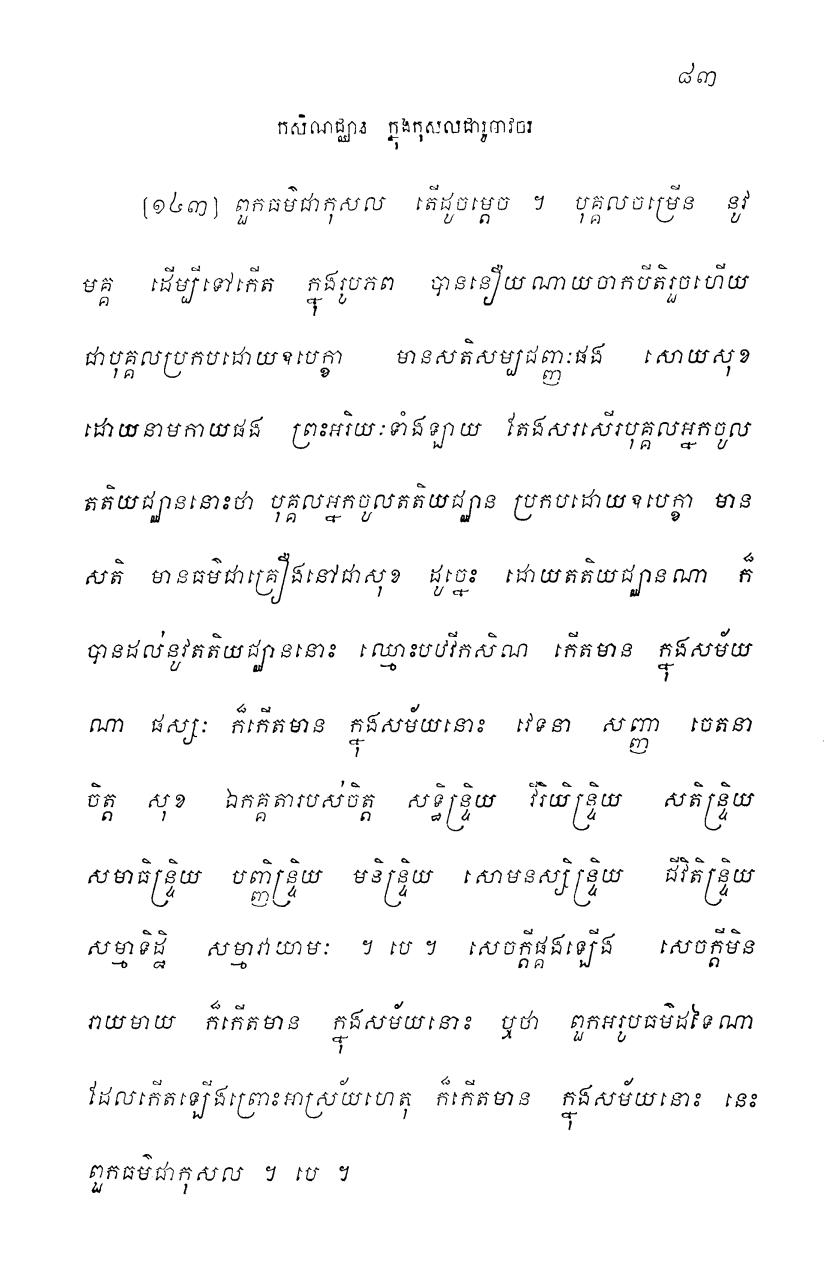 ៨៣
កសិណជ្ឈាន ក្នុងកុសលជារូបាវចរ
[១៤៣] ពួកធម៌ជាកុសល តើដូចម្តេច ។ បុគ្គលចម្រើន នូវ
មគ្គ ដើម្បីទៅកើត ក្នុងរូបភព បាននឿយណាយចាកបីតិរួចហើយ
ជាបុគ្គលប្រកបដោយឧបេក្ខា មានសតិសម្បជញ្ញៈផង សោយសុខ
ដោយនាមកាយផង ព្រះអរិយៈទាំងឡាយ តែងសរសើរបុគ្គលអ្នកចូល
តតិយជ្ឈាននោះថា បុគ្គលអ្នកចូលតតិយជ្ឈាន ប្រកបដោយឧបេក្ខា មាន
សតិ មានធម៌ជាគ្រឿងនៅជាសុខ ដូច្នេះ ដោយតតិយជ្ឈានណា ក៏
បានដល់នូវតតិយជ្ឈាននោះ ឈ្មោះបឋវីកសិណ កើតមាន ក្នុងសម័យ
ណា ផស្សៈ ក៏កើតមាន ក្នុងសម័យនោះ វេទនា សញ្ញា ចេតនា
ចិត្ត សុខ ឯកគ្គតារបស់ចិត្ត សទ្ធិន្ទ្រិយ វីរិយិន្ទ្រិយ សតិន្ទ្រិយ
សមាធិន្ទ្រិយ បញ្ញិន្ទ្រិយ មនិន្ទ្រិយ សោមនស្សិន្ទ្រិយ ជីវិតិន្ទ្រិយ
សម្មាទិដ្ឋិ សម្មាវាយាមៈ ។ បេ ។ សេចក្តីផ្គងឡើង សេចក្តីមិន
រាយមាយ ក៏កើតមាន ក្នុងសម័យនោះ ឬថា ពួកអរូបធម៌ដទៃណា
ដែលកើតឡើងព្រោះអាស្រ័យហេតុ ក៏កើតមាន ក្នុងសម័យនោះ នេះ
ពួកធម៌ជាកុសល ។ បេ ។